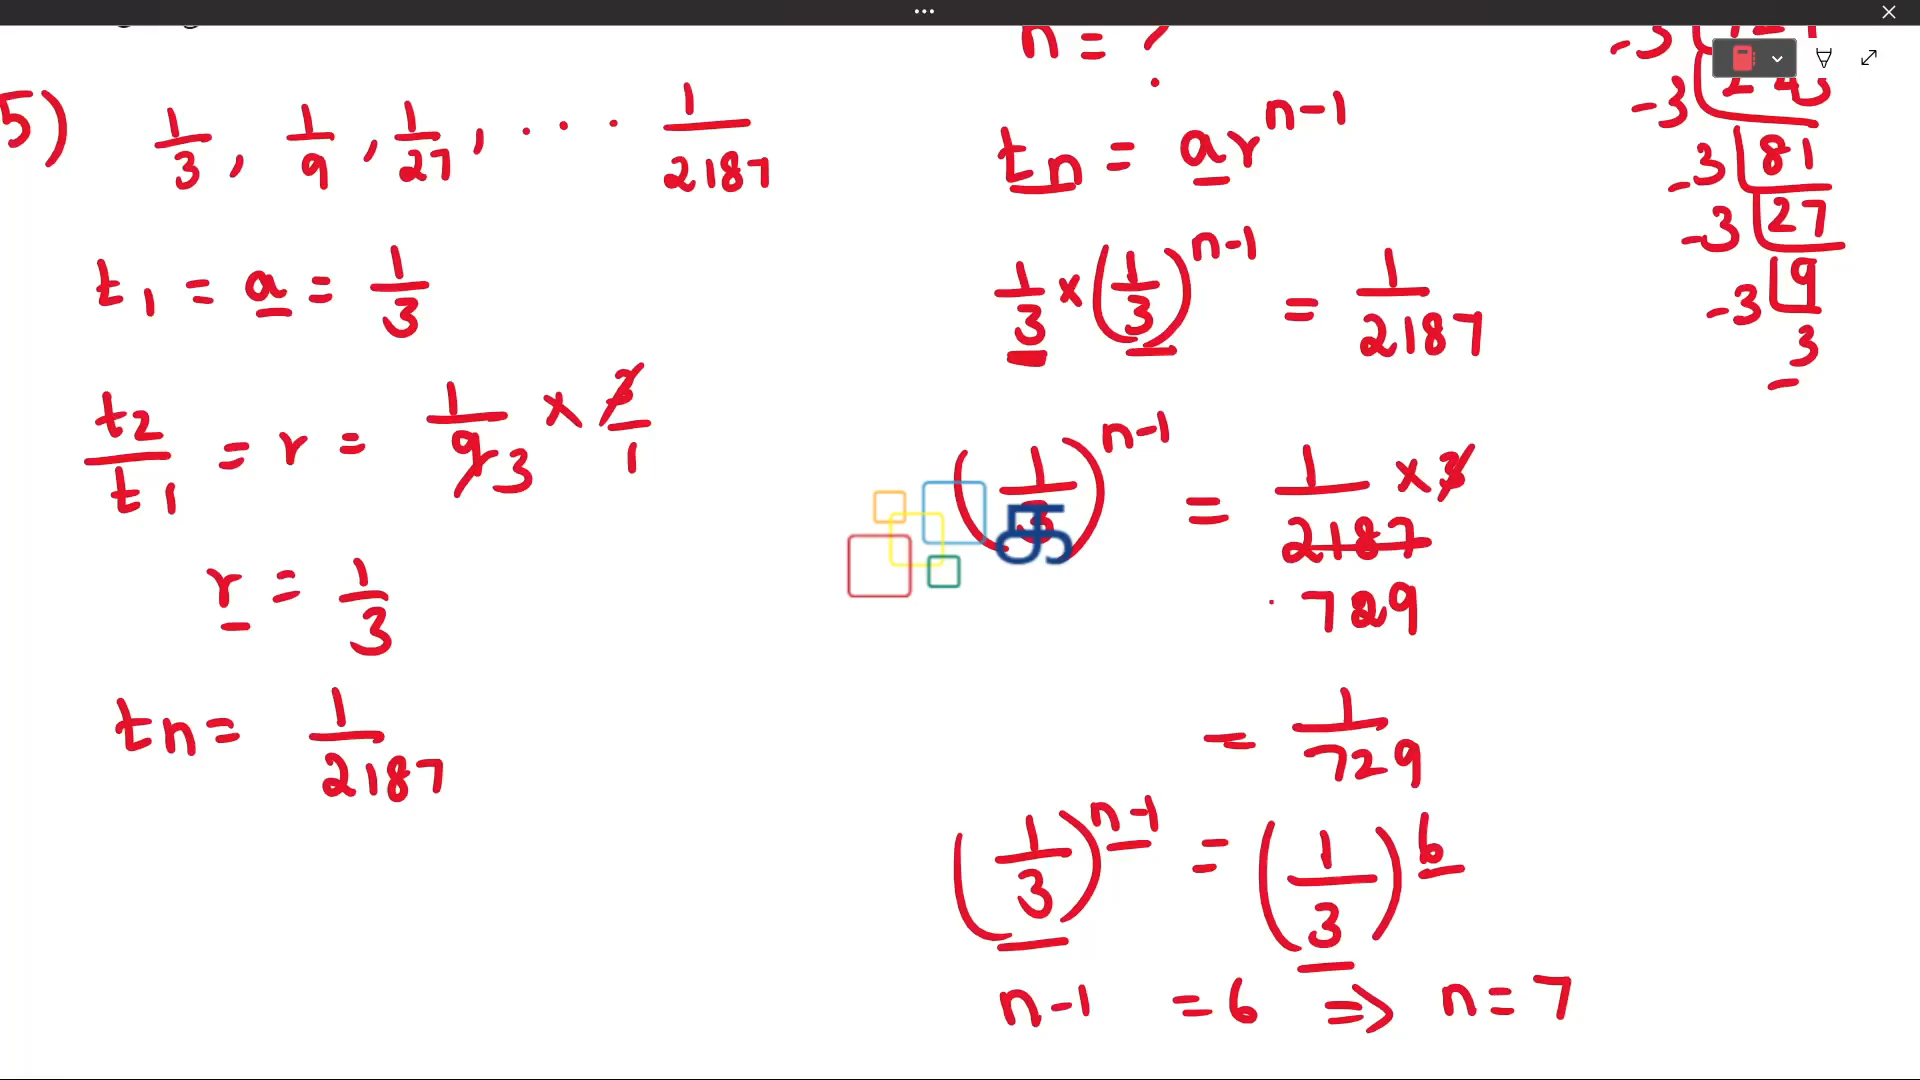 5) 1/3, 1/9, 1/27, ... 1/2187
t1 = a = 1/3
t2/t1 = r = 1/9 3 × 3/1
r = 1/3
tn = 1/2187
n = ?
tn = ar^(n-1)
1/3 × (1/3)^(n-1) = 1/2187
(1/3)^(n-1) = 1/2187 × 3
729
= 1/729
(1/3)^(n-1) = (1/3)^6
n-1 = 6 ⇒ n = 7
-3
-3
-3 81
-3 27
-3 9
3